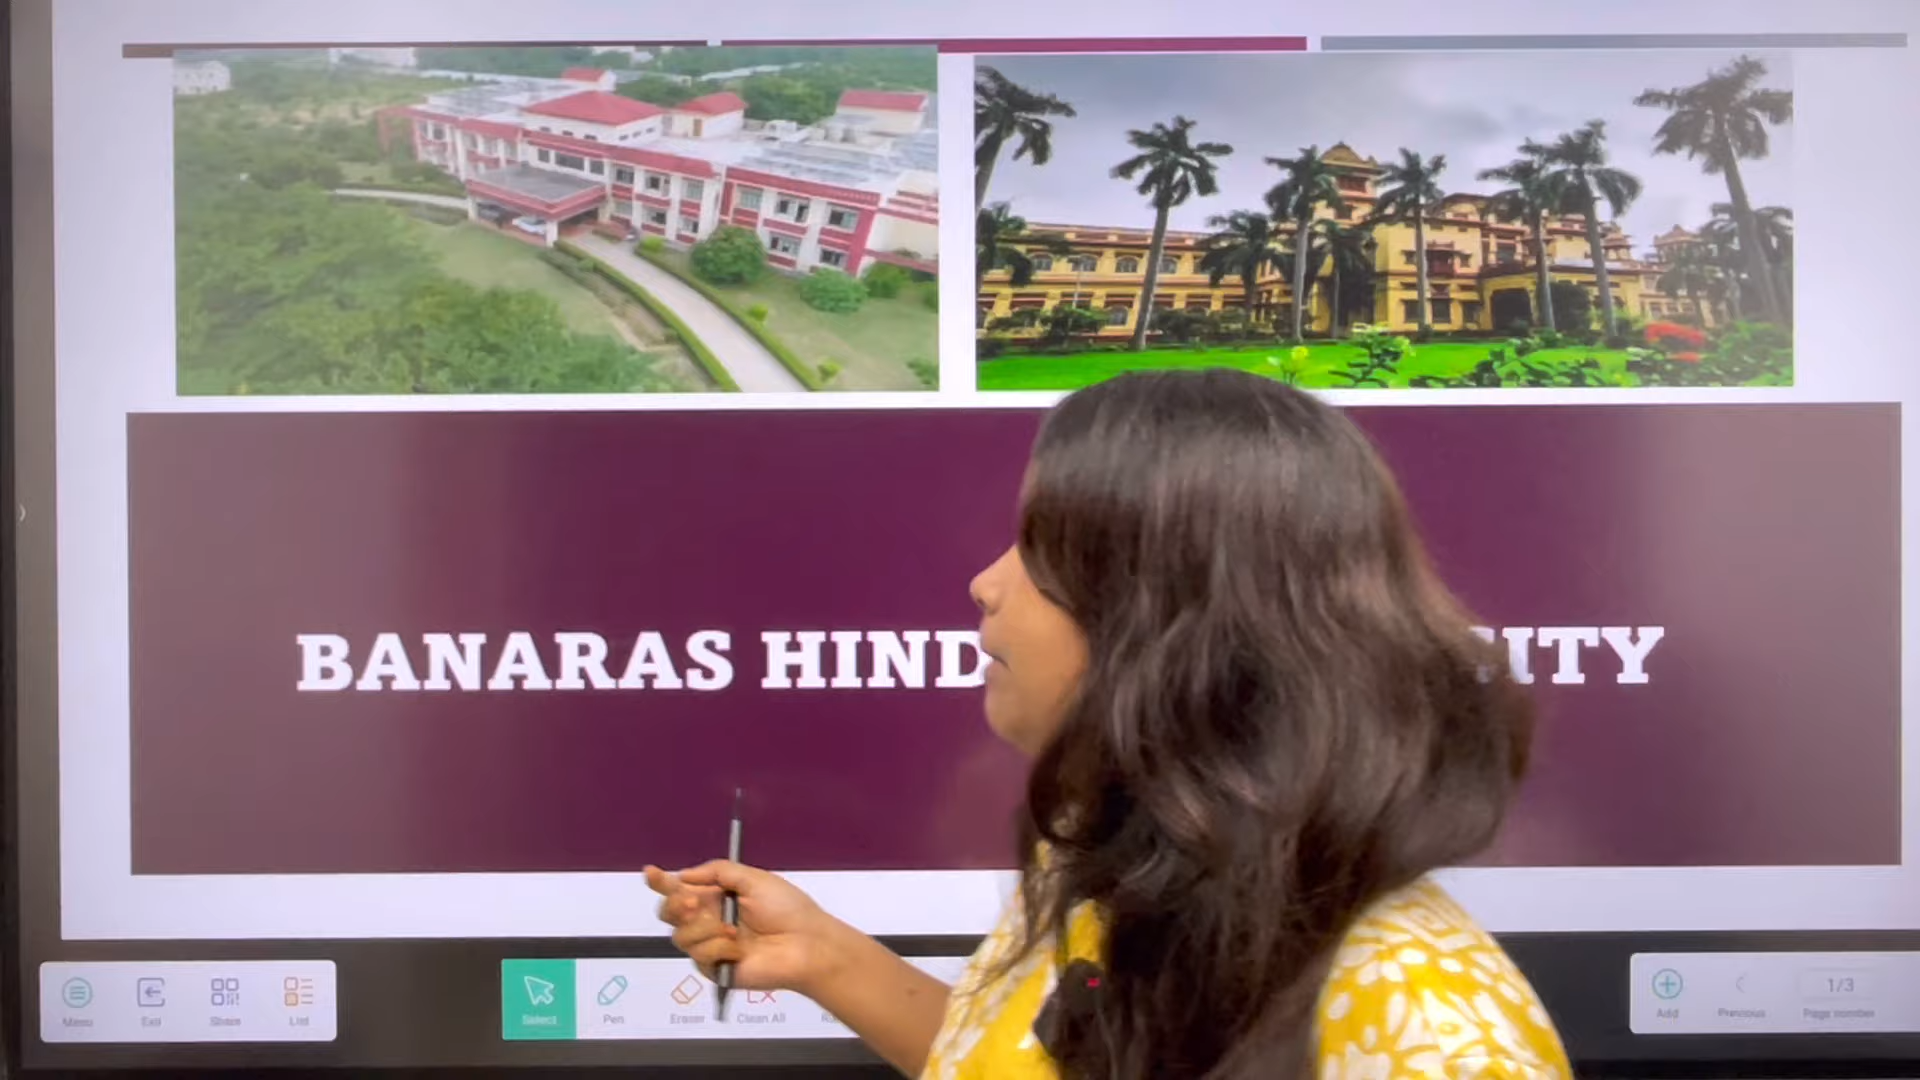 BANARAS HIND ITY
Menu Exit Share List Select Pen Eraser Clean All Add Previous 1/3 Page number